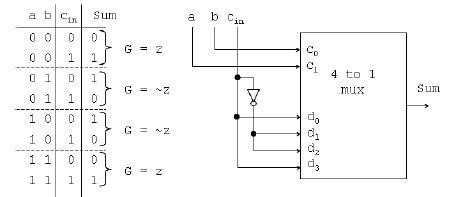 a b c_in Sum
0 0 0 0
0 0 1 1
G = z
0 1 0 1
0 1 1 0
G = ~z
1 0 0 1
1 0 1 0
G = ~z
1 1 0 0
1 1 1 1
G = z
a b c_in
c₀
c₁
4 to 1
mux
Sum
d₀
d₁
d₂
d₃